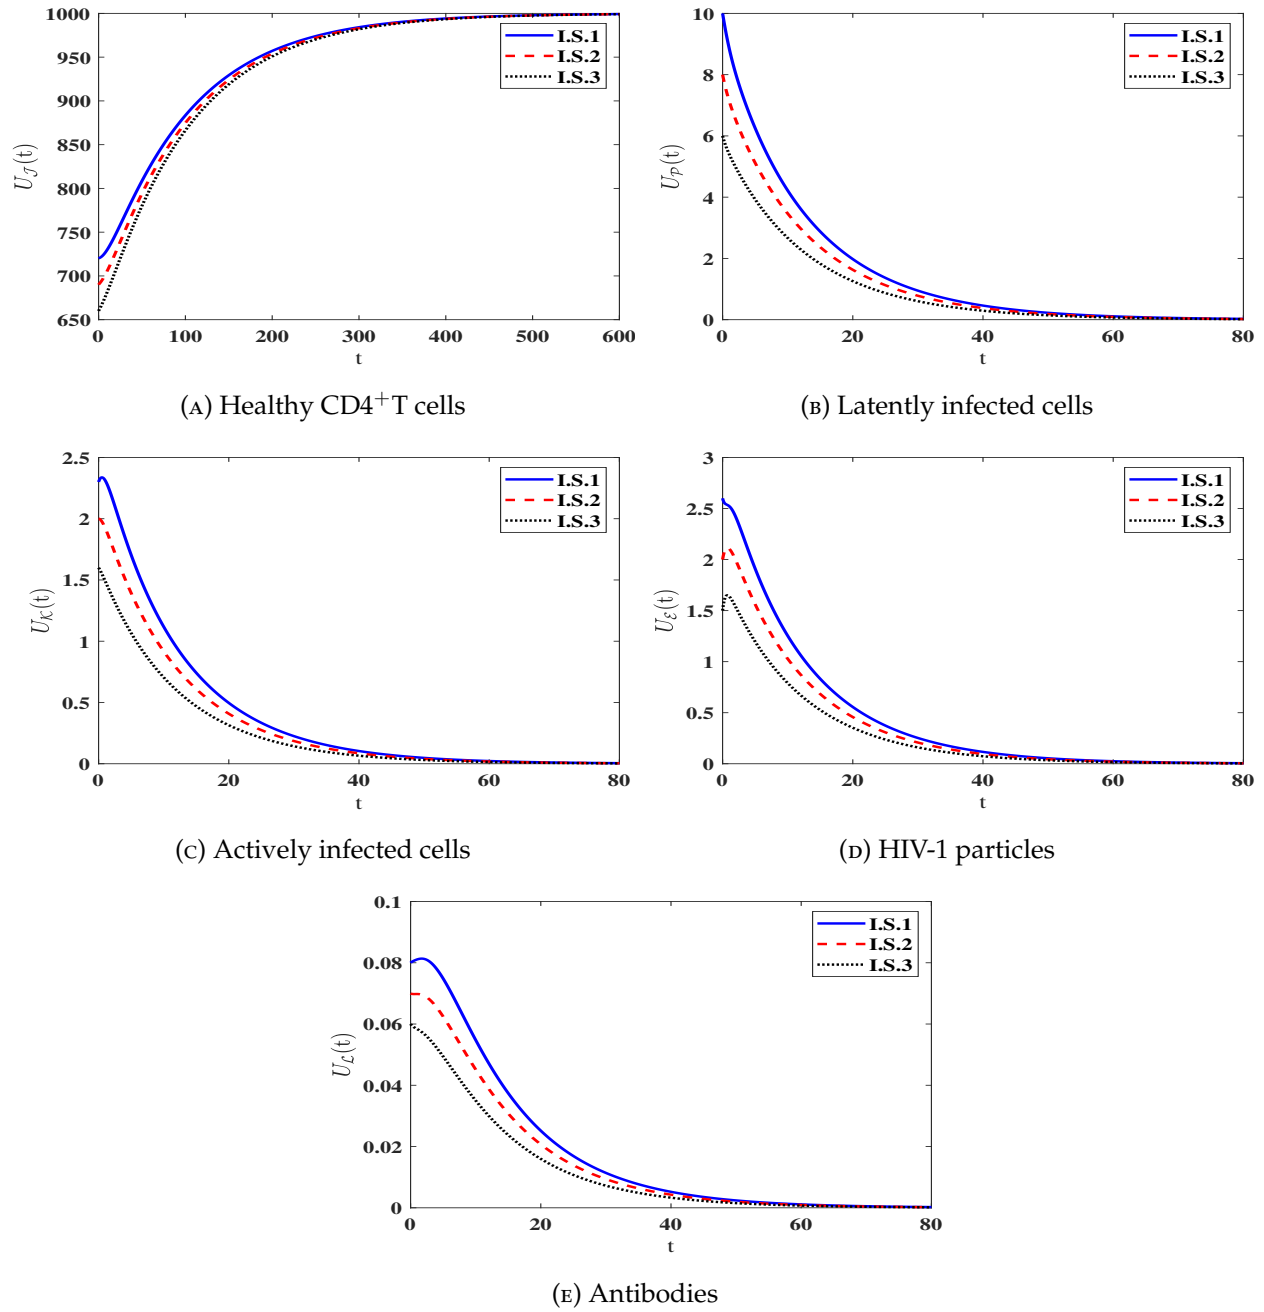 1000
950
900
850
800
750
700
650
0 100 200 300 400 500 600
U_𝒥(t)
t
I.S.1
I.S.2
I.S.3
(A) Healthy CD4⁺T cells
10
8
6
4
2
0
0 20 40 60 80
U_𝒫(t)
t
I.S.1
I.S.2
I.S.3
(B) Latently infected cells
2.5
2
1.5
1
0.5
0
0 20 40 60 80
U_𝒦(t)
t
I.S.1
I.S.2
I.S.3
(C) Actively infected cells
3
2.5
2
1.5
1
0.5
0
0 20 40 60 80
U_ℰ(t)
t
I.S.1
I.S.2
I.S.3
(D) HIV-1 particles
0.1
0.08
0.06
0.04
0.02
0
0 20 40 60 80
U_ℒ(t)
t
I.S.1
I.S.2
I.S.3
(E) Antibodies